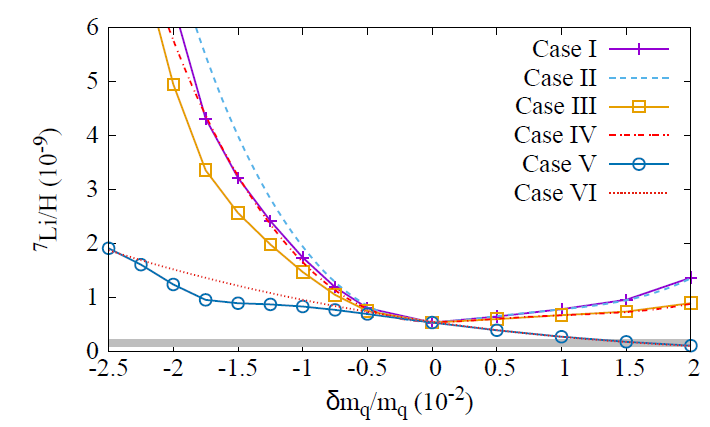 6
5
4
3
2
1
0
⁷Li/H (10⁻⁹)
Case I
Case II
Case III
Case IV
Case V
Case VI
-2.5 -2 -1.5 -1 -0.5 0 0.5 1 1.5 2
δm_q/m_q (10⁻²)